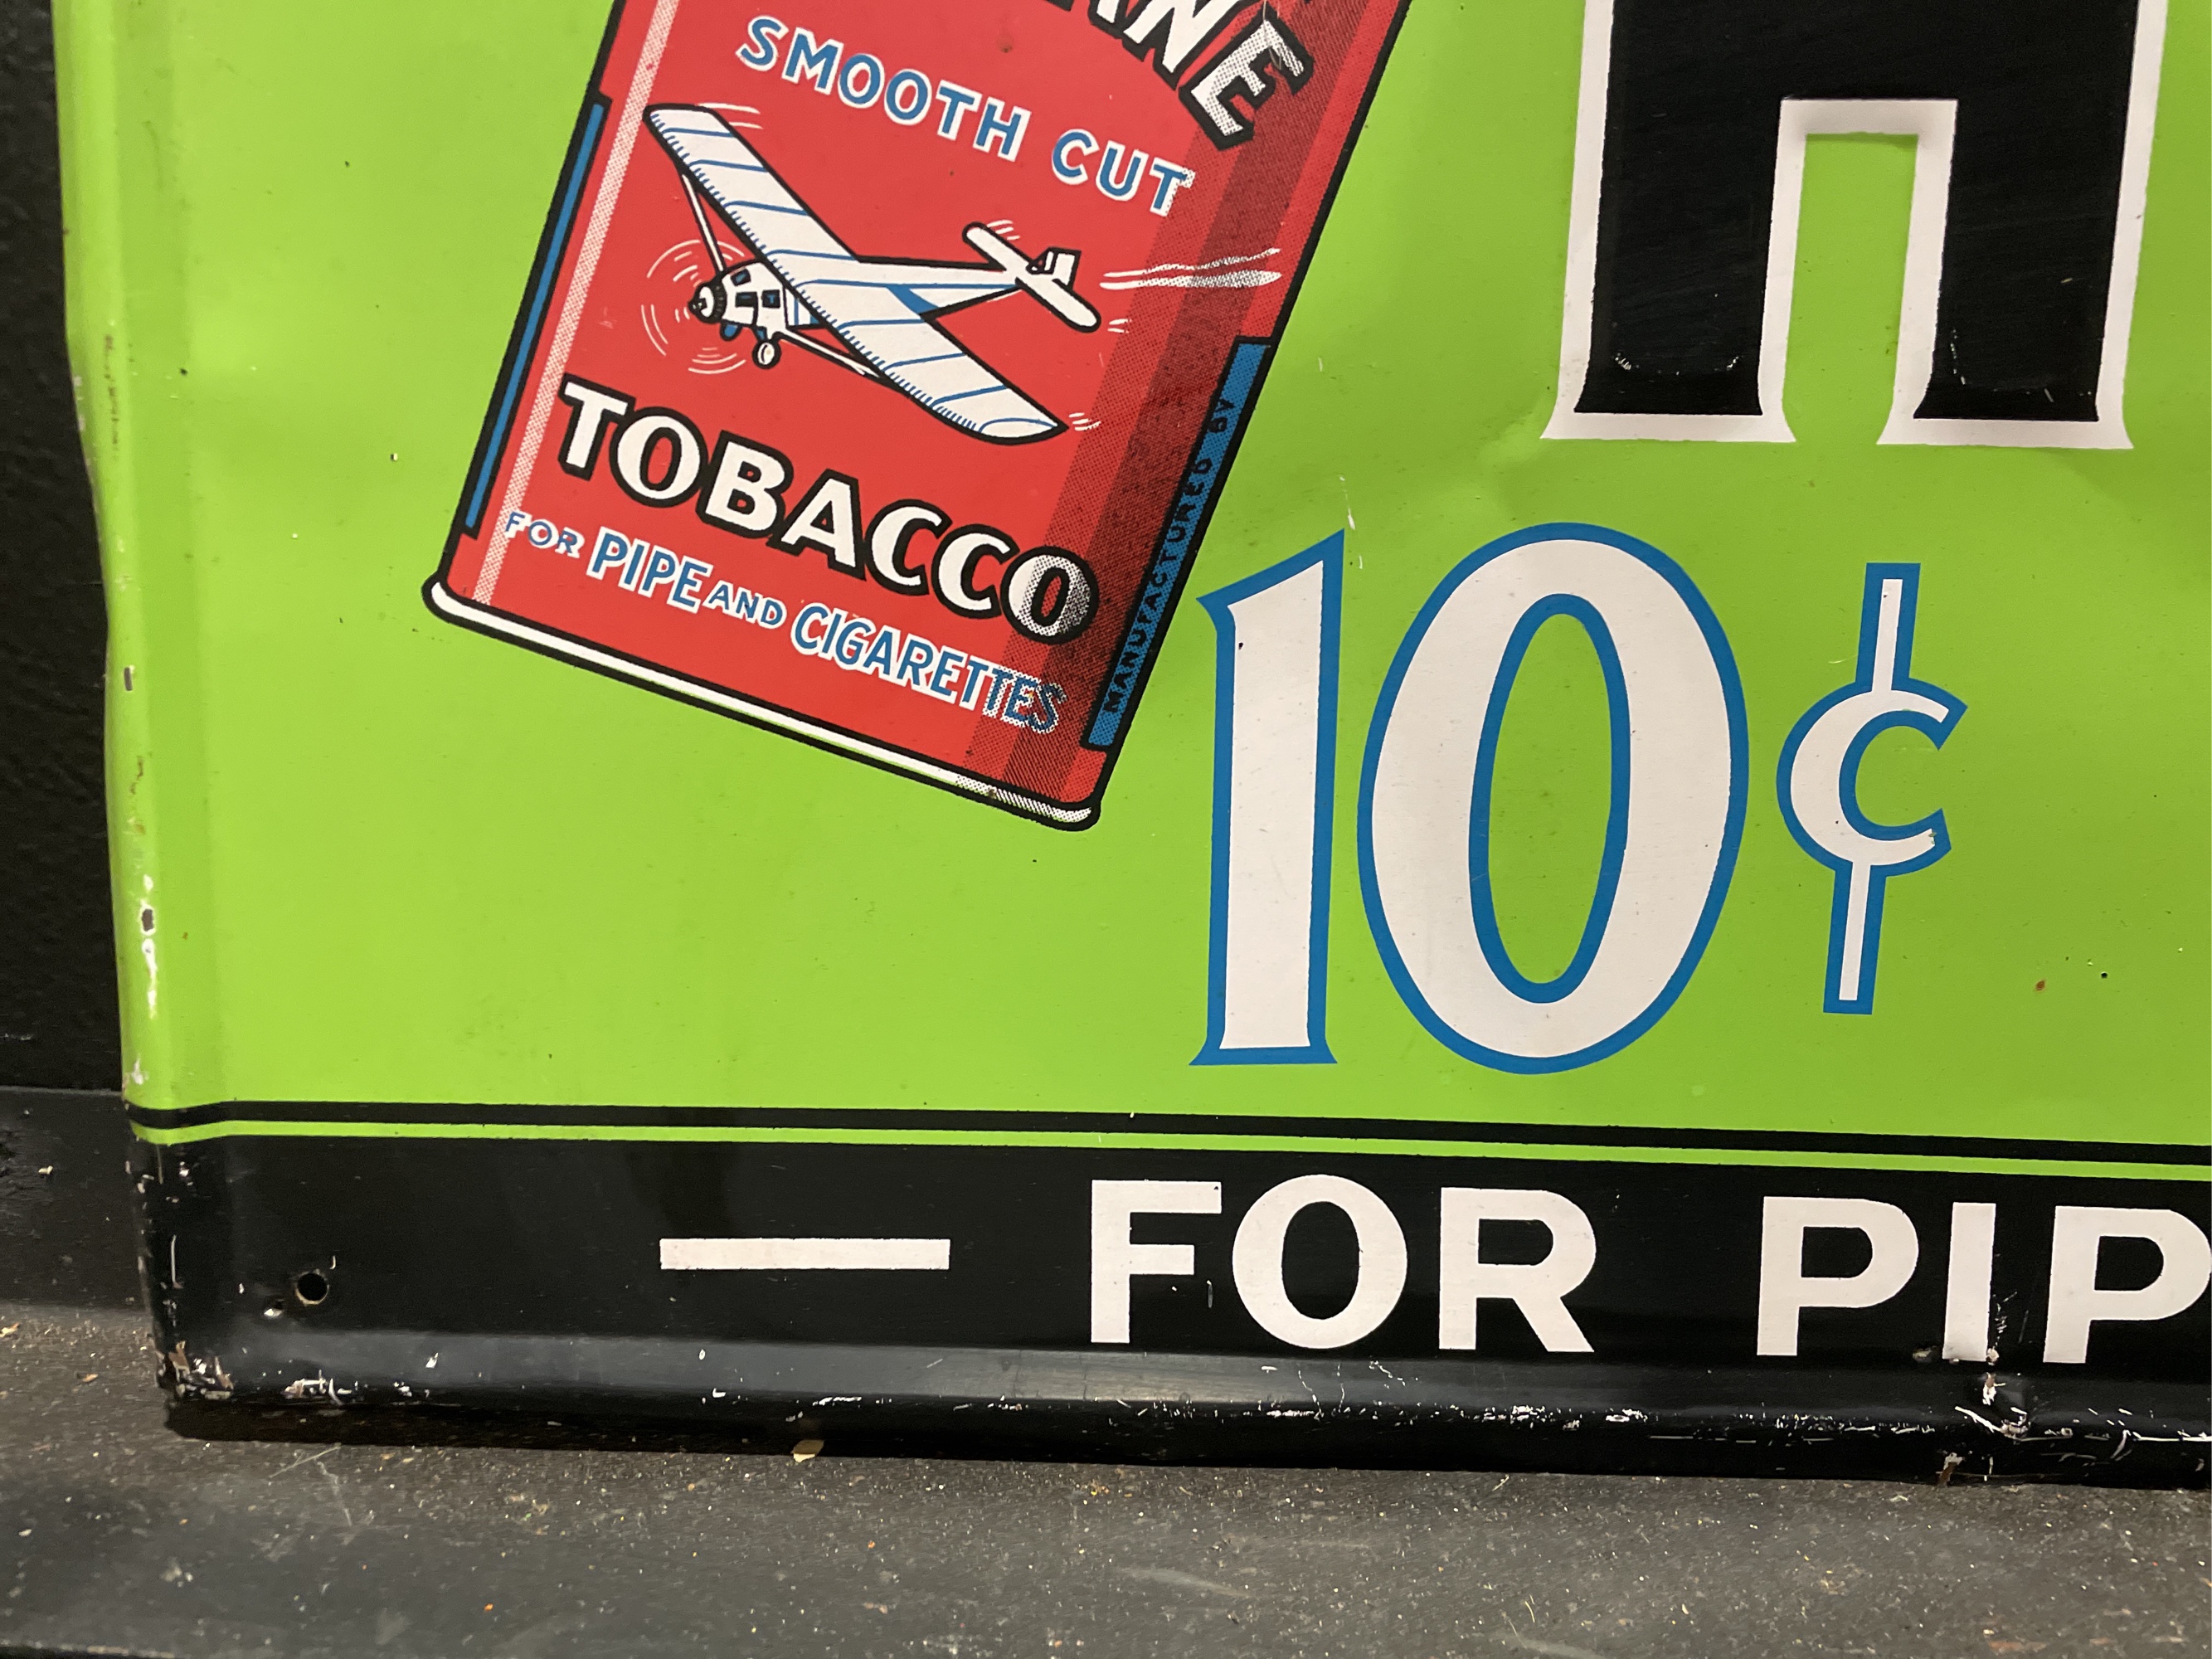 SMOOTH CUT
TOBACCO
FOR PIPE AND CIGARETTES
MANUFACTURED BY
10¢
— FOR PIP